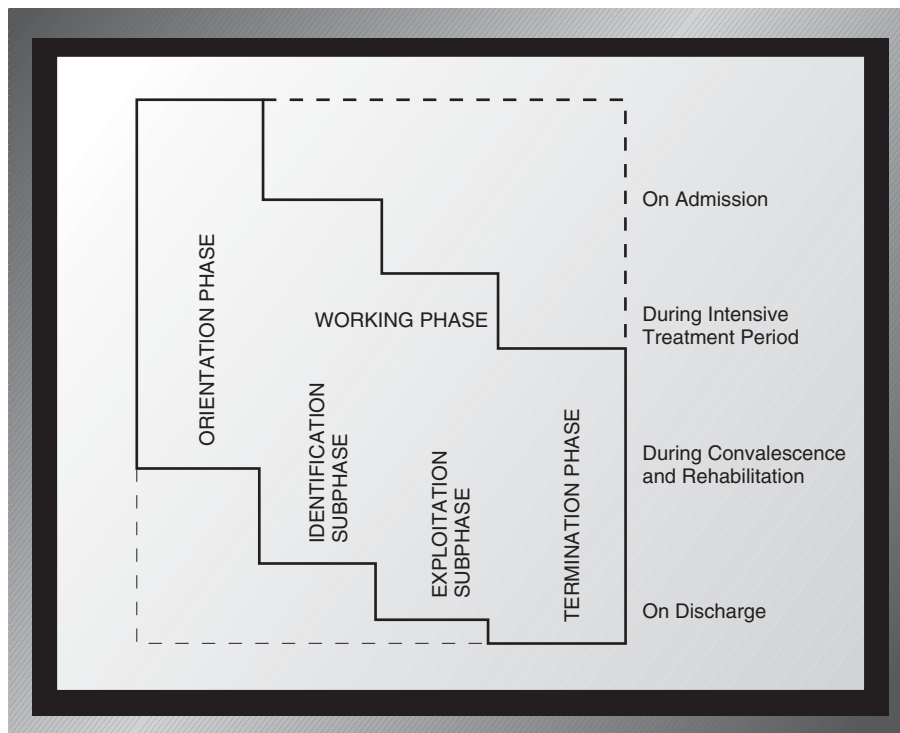 ORIENTATION PHASE
WORKING PHASE
IDENTIFICATION
SUBPHASE
EXPLOITATION
SUBPHASE
TERMINATION PHASE
On Admission
During Intensive
Treatment Period
During Convalescence
and Rehabilitation
On Discharge